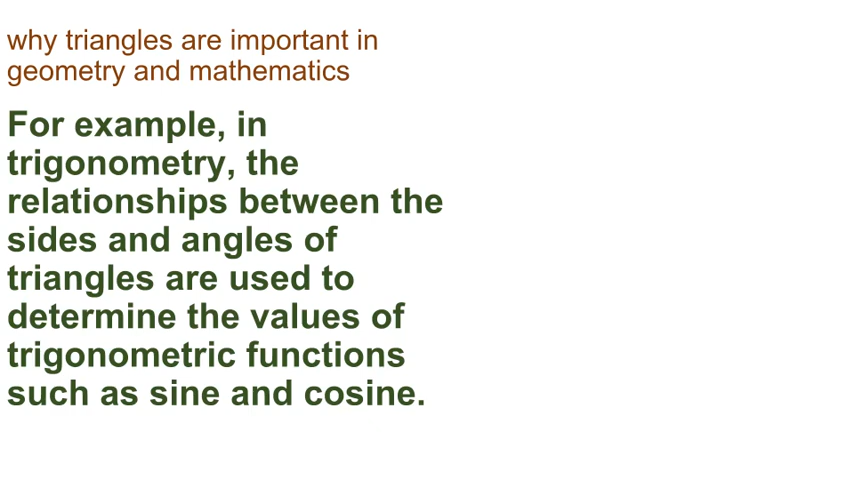 why triangles are important in
geometry and mathematics
For example, in
trigonometry, the
relationships between the
sides and angles of
triangles are used to
determine the values of
trigonometric functions
such as sine and cosine.